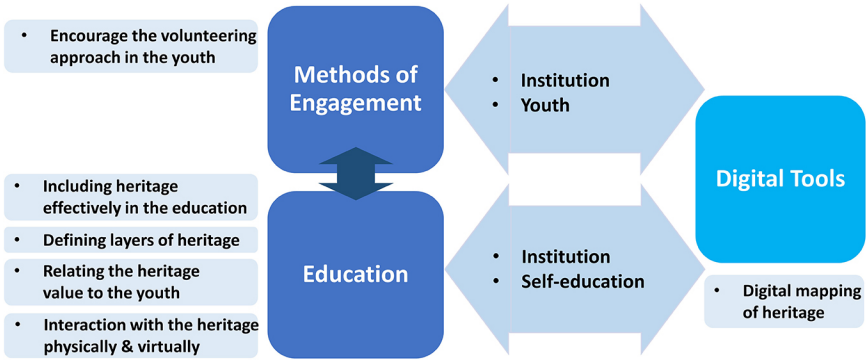 • Encourage the volunteering
approach in the youth
Methods of
Engagement
• Institution
• Youth
Digital Tools
• Digital mapping
of heritage
• Including heritage
effectively in the education
• Defining layers of heritage
• Relating the heritage
value to the youth
• Interaction with the heritage
physically & virtually
Education
• Institution
• Self-education